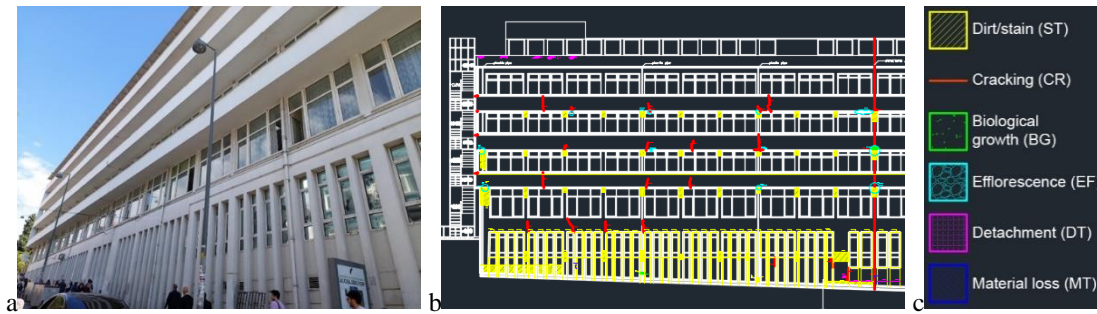 Dirt/stain (ST)
Cracking (CR)
Biological
growth (BG)
Efflorescence (EF
Detachment (DT)
Material loss (MT)
a
b
c